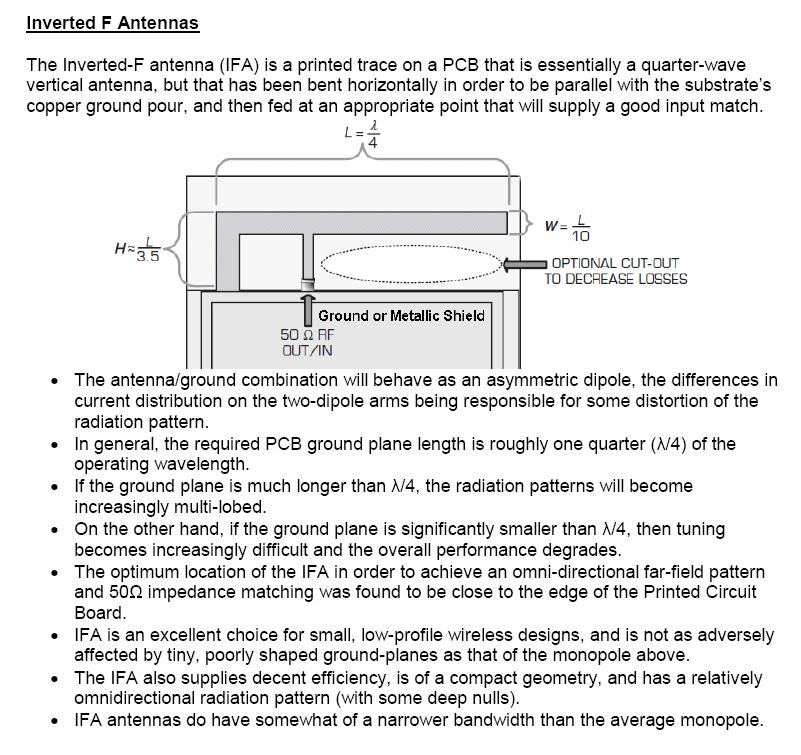 Inverted F Antennas
The Inverted-F antenna (IFA) is a printed trace on a PCB that is essentially a quarter-wave
vertical antenna, but that has been bent horizontally in order to be parallel with the substrate's
copper ground pour, and then fed at an appropriate point that will supply a good input match.
L = λ/4
W = L/10
H ≈ L/3.5
OPTIONAL CUT-OUT
TO DECREASE LOSSES
Ground or Metallic Shield
50 Ω RF
OUT/IN
• The antenna/ground combination will behave as an asymmetric dipole, the differences in
current distribution on the two-dipole arms being responsible for some distortion of the
radiation pattern.
• In general, the required PCB ground plane length is roughly one quarter (λ/4) of the
operating wavelength.
• If the ground plane is much longer than λ/4, the radiation patterns will become
increasingly multi-lobed.
• On the other hand, if the ground plane is significantly smaller than λ/4, then tuning
becomes increasingly difficult and the overall performance degrades.
• The optimum location of the IFA in order to achieve an omni-directional far-field pattern
and 50Ω impedance matching was found to be close to the edge of the Printed Circuit
Board.
• IFA is an excellent choice for small, low-profile wireless designs, and is not as adversely
affected by tiny, poorly shaped ground-planes as that of the monopole above.
• The IFA also supplies decent efficiency, is of a compact geometry, and has a relatively
omnidirectional radiation pattern (with some deep nulls).
• IFA antennas do have somewhat of a narrower bandwidth than the average monopole.